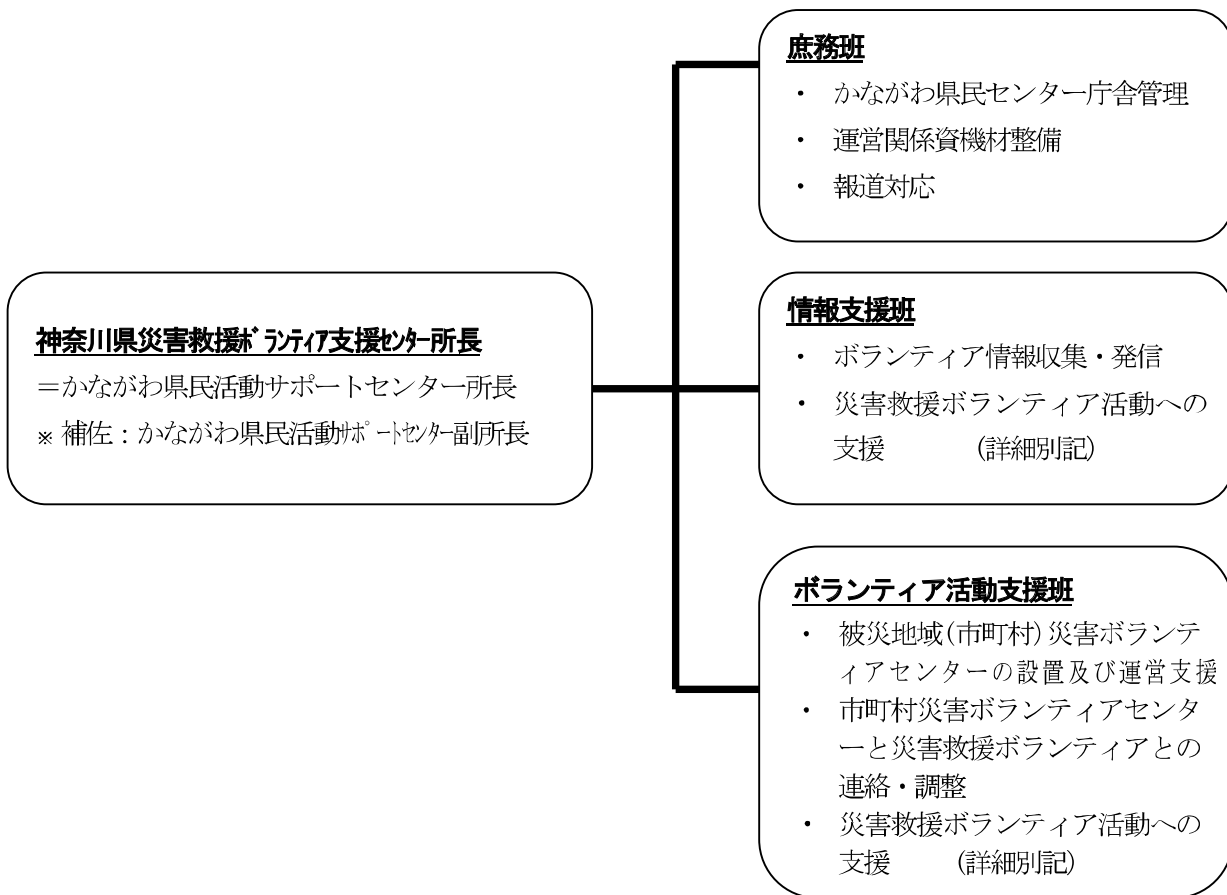 神奈川県災害救援ﾎﾞﾗﾝﾃｨｱ支援ｾﾝﾀｰ所長
＝かながわ県民活動サポートセンター所長
※ 補佐：かながわ県民活動ｻﾎﾟｰﾄｾﾝﾀｰ副所長
庶務班
・ かながわ県民センター庁舎管理
・ 運営関係資機材整備
・ 報道対応
情報支援班
・ ボランティア情報収集・発信
・ 災害救援ボランティア活動への
支援 (詳細別記)
ボランティア活動支援班
・ 被災地域(市町村)災害ボランテ
ィアセンターの設置及び運営支援
・ 市町村災害ボランティアセンタ
ーと災害救援ボランティアとの
連絡・調整
・ 災害救援ボランティア活動への
支援 (詳細別記)